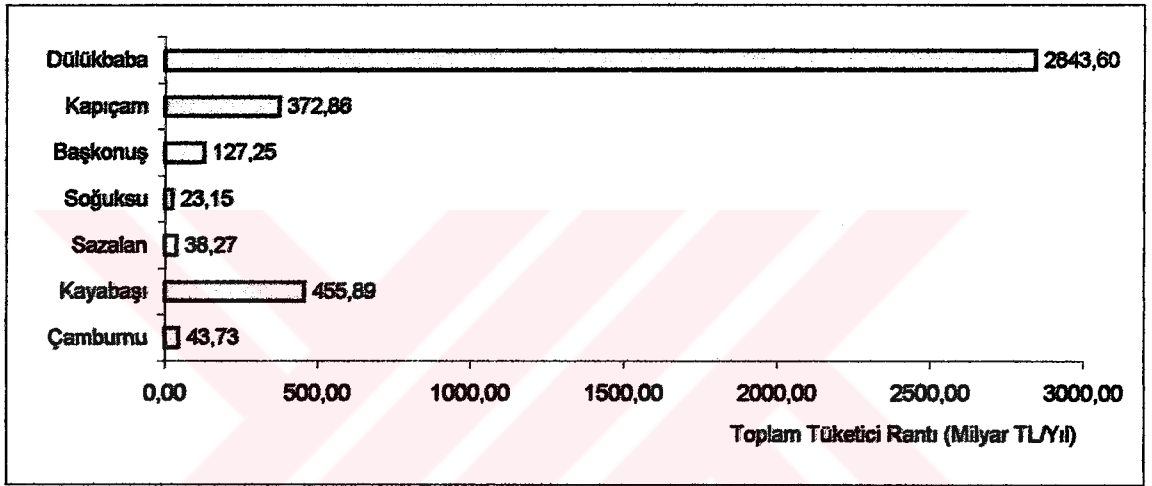 Dülükbaba 2843,60
Kapıçam 372,86
Başkonuş 127,25
Soğuksu 23,15
Sazalan 38,27
Kayabaşı 455,89
Çamburnu 43,73
0,00 500,00 1000,00 1500,00 2000,00 2500,00 3000,00
Toplam Tüketici Rantı (Milyar TL/Yıl)